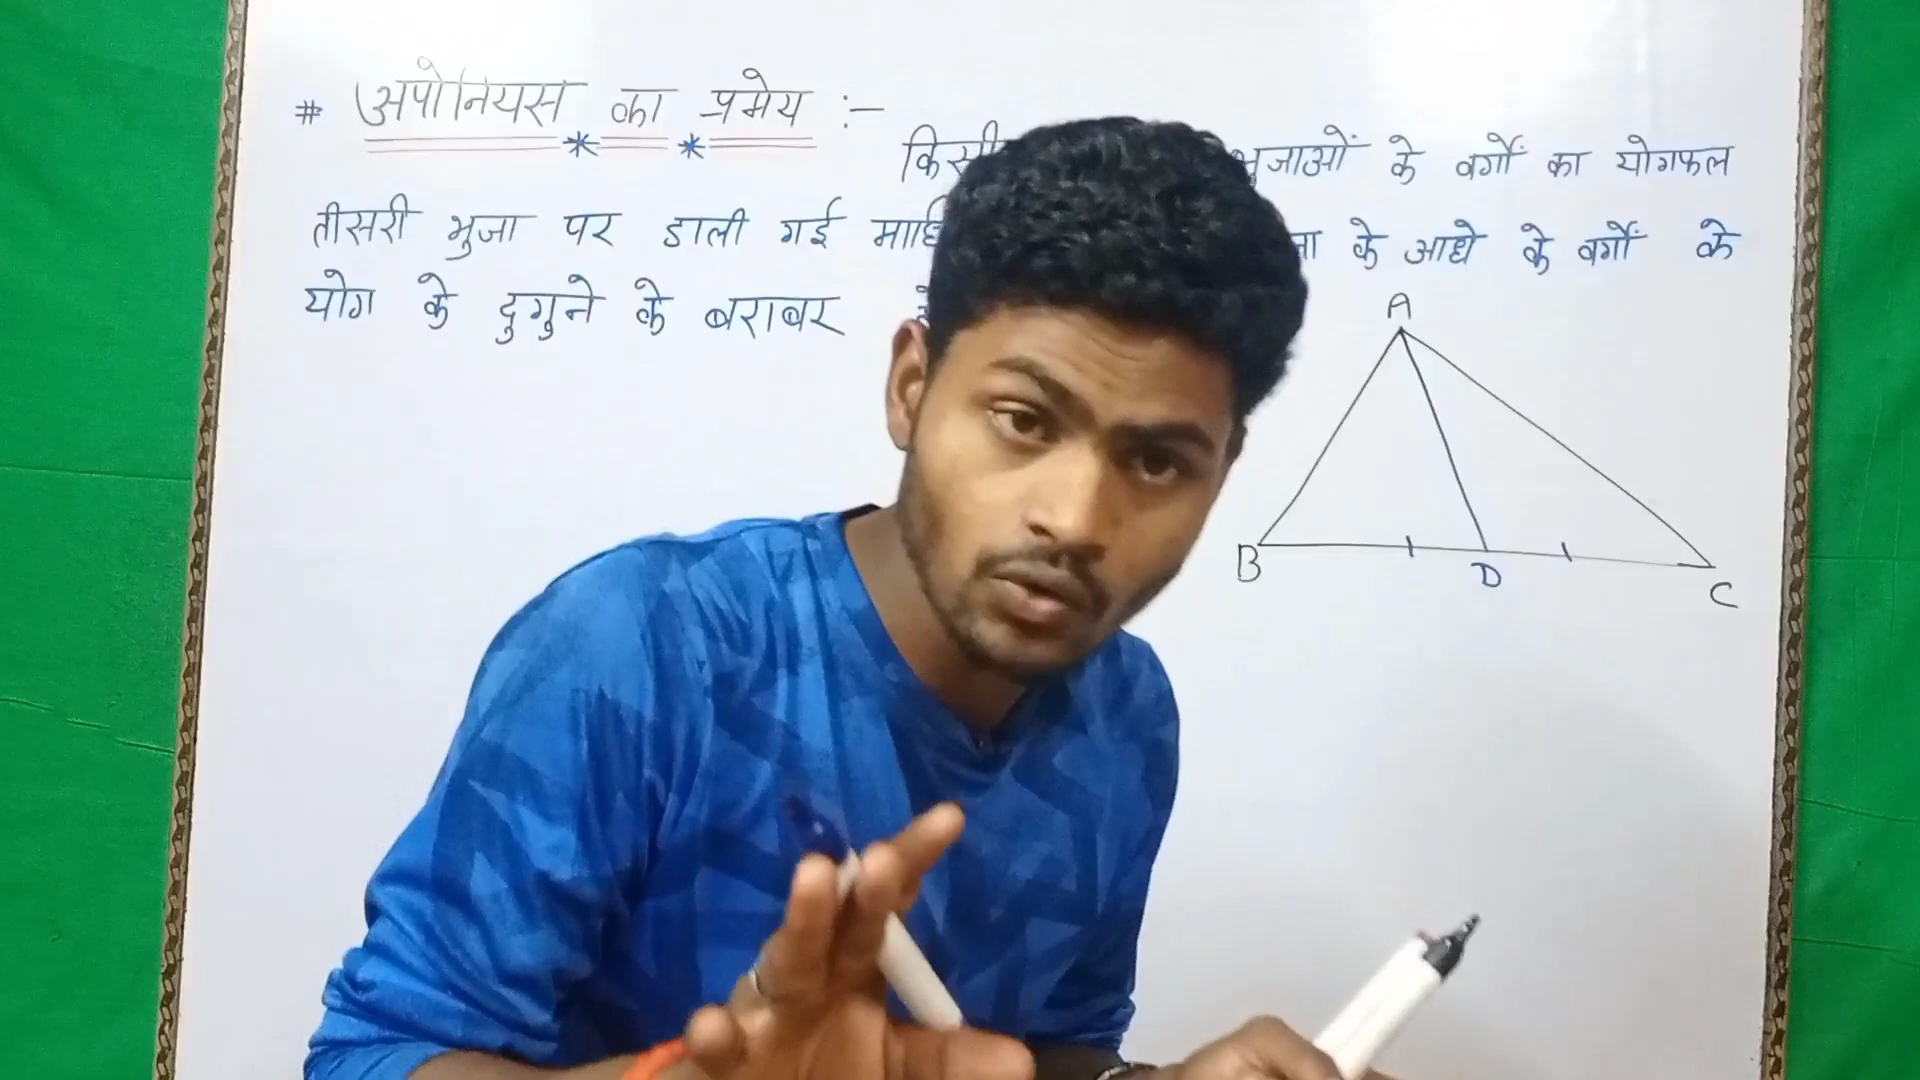 # अपोनियस का प्रमेय :-
किसी भुजाओं के वर्गों का योगफल
तीसरी भुजा पर डाली गई के आधे के वर्गों के
योग के दुगुने के बराबर
A
B D C